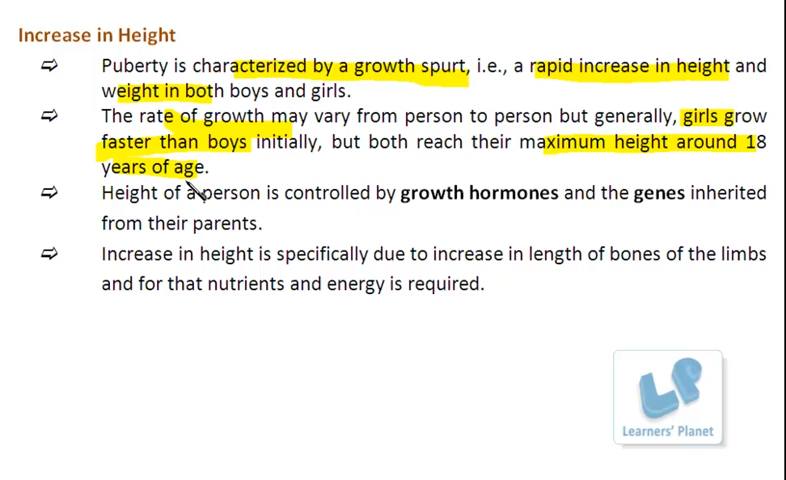 Increase in Height
⇨ Puberty is characterized by a growth spurt, i.e., a rapid increase in height and
weight in both boys and girls.
⇨ The rate of growth may vary from person to person but generally, girls grow
faster than boys initially, but both reach their maximum height around 18
years of age.
⇨ Height of a person is controlled by growth hormones and the genes inherited
from their parents.
⇨ Increase in height is specifically due to increase in length of bones of the limbs
and for that nutrients and energy is required.
LP
Learners' Planet